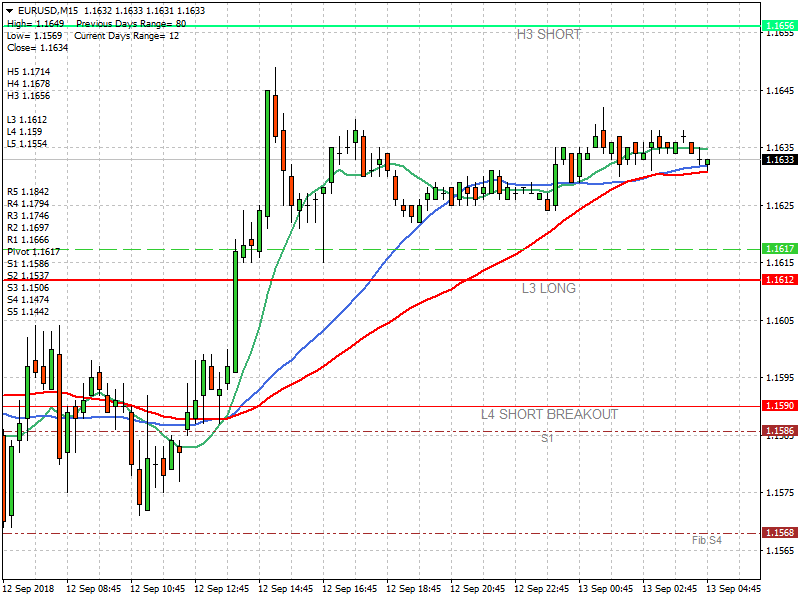 EURUSD,M15 1.1632 1.1633 1.1631 1.1633
High= 1.1649 Previous Days Range= 80
Low= 1.1569 Current Days Range= 12
Close= 1.1634
H5 1.1714
H4 1.1678
H3 1.1656
L3 1.1612
L4 1.159
L5 1.1554
R5 1.1842
R4 1.1794
R3 1.1746
R2 1.1697
R1 1.1666
Pivot 1.1617
S1 1.1586
S2 1.1537
S3 1.1506
S4 1.1474
S5 1.1442
H3 SHORT
L3 LONG
L4 SHORT BREAKOUT
S1
Fib.S4
1.1656
1.1655
1.1645
1.1635
1.1633
1.1625
1.1617
1.1615
1.1612
1.1605
1.1595
1.1590
1.1586
1.1585
1.1575
1.1568
1.1565
12 Sep 2018 12 Sep 08:45 12 Sep 10:45 12 Sep 12:45 12 Sep 14:45 12 Sep 16:45 12 Sep 18:45 12 Sep 20:45 12 Sep 22:45 13 Sep 00:45 13 Sep 02:45 13 Sep 04:45